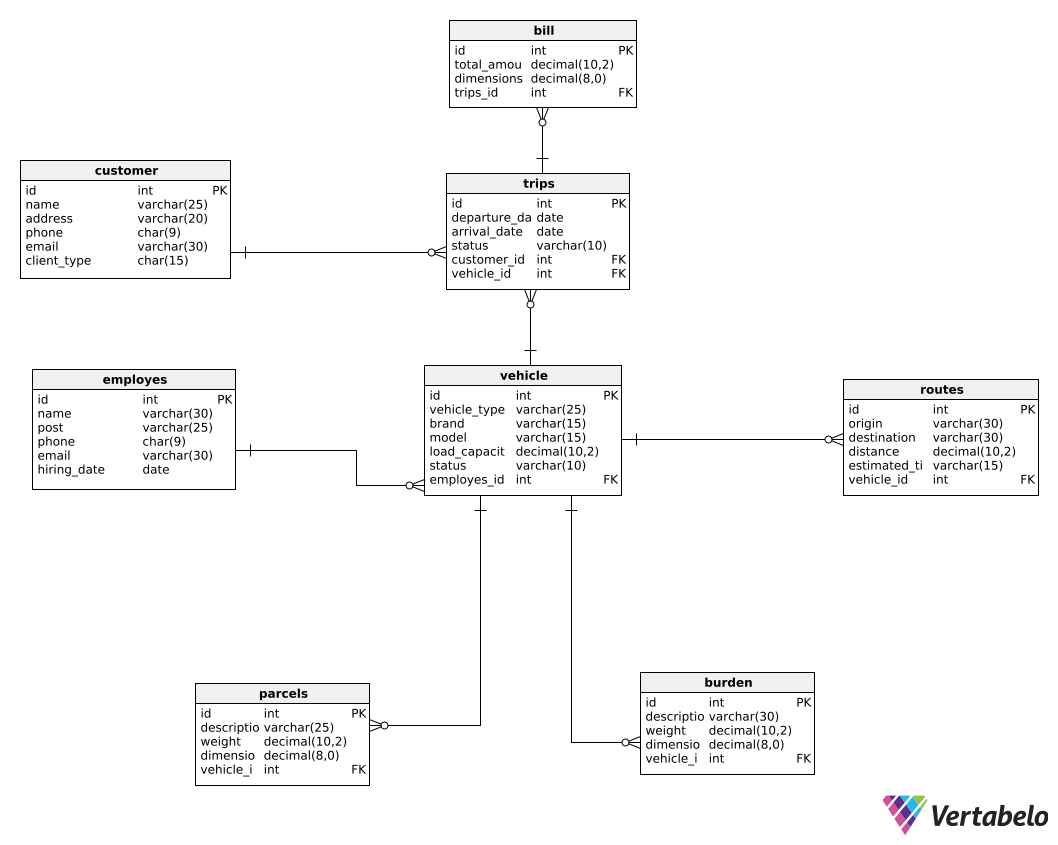 bill
id int PK
total_amou decimal(10,2)
dimensions decimal(8,0)
trips_id int FK
customer
id int PK
name varchar(25)
address varchar(20)
phone char(9)
email varchar(30)
client_type char(15)
trips
id int PK
departure_da date
arrival_date date
status varchar(10)
customer_id int FK
vehicle_id int FK
employes
id int PK
name varchar(30)
post varchar(25)
phone char(9)
email varchar(30)
hiring_date date
vehicle
id int PK
vehicle_type varchar(25)
brand varchar(15)
model varchar(15)
load_capacit decimal(10,2)
status varchar(10)
employes_id int FK
routes
id int PK
origin varchar(30)
destination varchar(30)
distance decimal(10,2)
estimated_ti varchar(15)
vehicle_id int FK
parcels
id int PK
descriptio varchar(25)
weight decimal(10,2)
dimensio decimal(8,0)
vehicle_i int FK
burden
id int PK
descriptio varchar(30)
weight decimal(10,2)
dimensio decimal(8,0)
vehicle_i int FK
Vertabelo